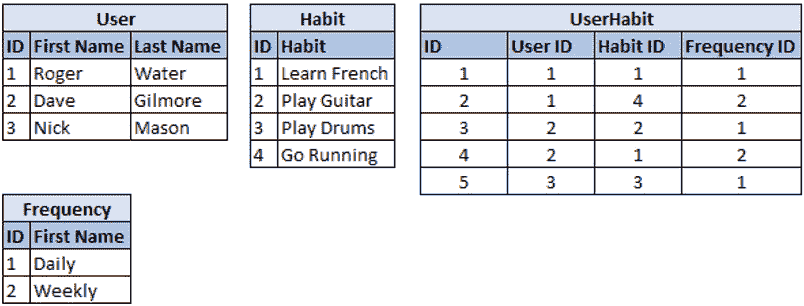 User
ID First Name Last Name
1 Roger Water
2 Dave Gilmore
3 Nick Mason
Habit
ID Habit
1 Learn French
2 Play Guitar
3 Play Drums
4 Go Running
UserHabit
ID User ID Habit ID Frequency ID
1 1 1 1
2 1 4 2
3 2 2 1
4 2 1 2
5 3 3 1
Frequency
ID First Name
1 Daily
2 Weekly